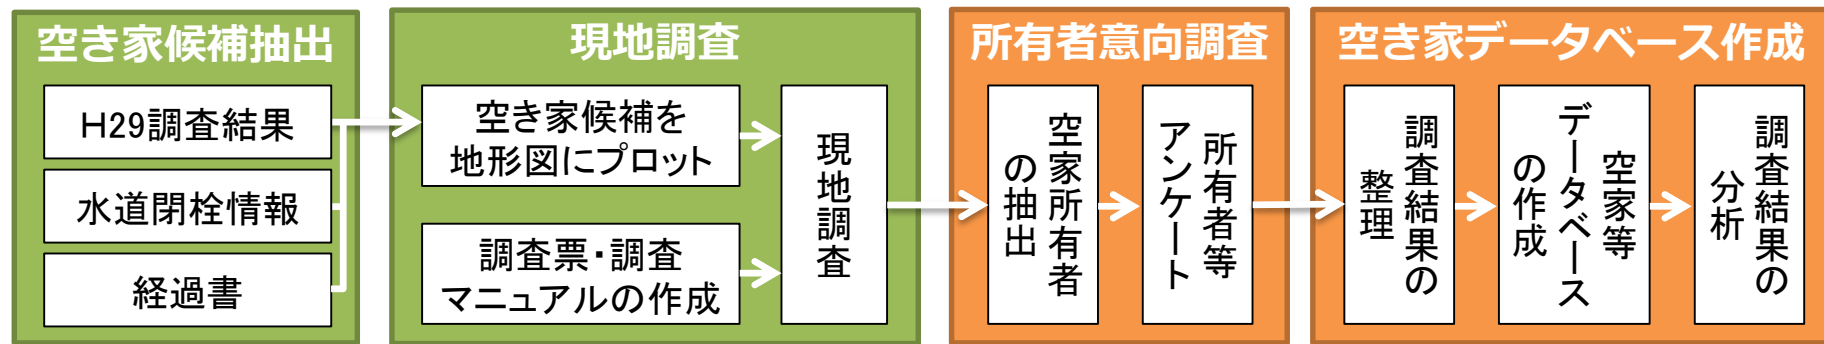 空き家候補抽出
H29調査結果
水道閉栓情報
経過書
現地調査
空き家候補を
地形図にプロット
調査票・調査
マニュアルの作成
現地調査
所有者意向調査
空家所有者
の抽出
所有者等
アンケート
空き家データベース作成
調査結果の
整理
空家等
データベース
の作成
調査結果の
分析